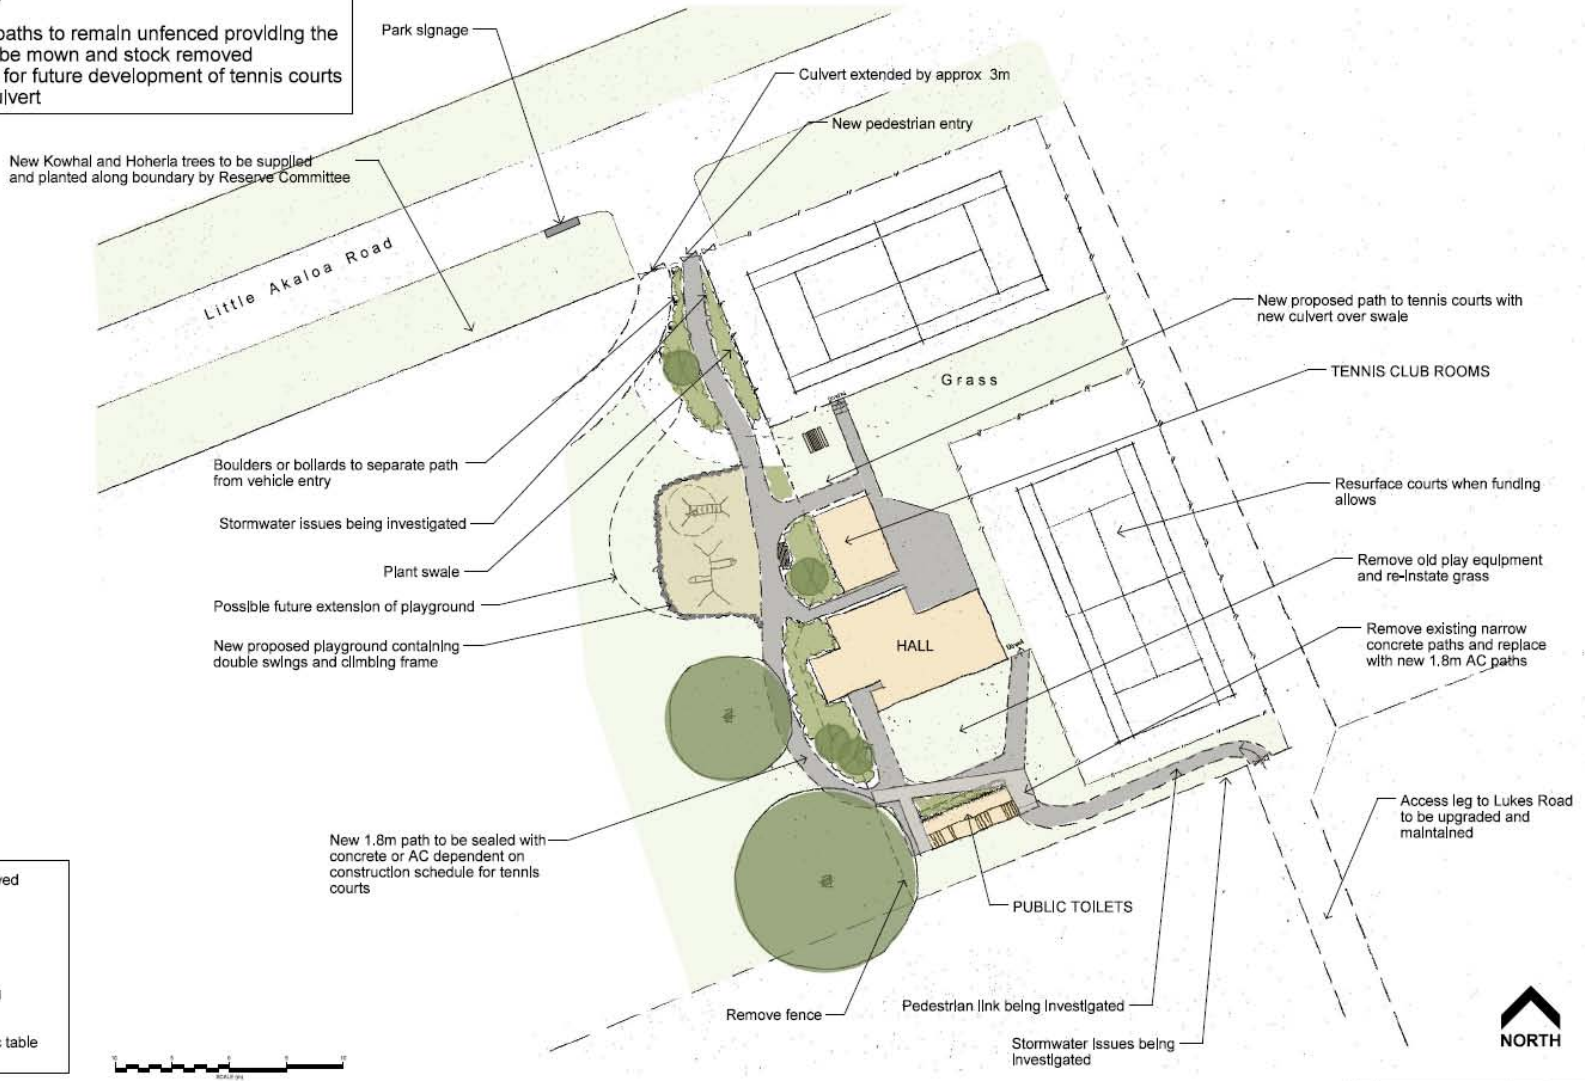 paths to remain unfenced providing the
be mown and stock removed
for future development of tennis courts
ulvert
Park signage
Culvert extended by approx 3m
New pedestrian entry
New Kowhai and Hoheria trees to be supplied
and planted along boundary by Reserve Committee
Little Akaloa Road
New proposed path to tennis courts with
new culvert over swale
TENNIS CLUB ROOMS
Grass
Boulders or bollards to separate path
from vehicle entry
Resurface courts when funding
allows
Stormwater issues being investigated
Plant swale
Remove old play equipment
and re-instate grass
Possible future extension of playground
New proposed playground containing
double swings and climbing frame
HALL
Remove existing narrow
concrete paths and replace
with new 1.8m AC paths
New 1.8m path to be sealed with
concrete or AC dependent on
construction schedule for tennis
courts
Access leg to Lukes Road
to be upgraded and
maintained
ved
PUBLIC TOILETS
Remove fence
Pedestrian link being investigated
Stormwater issues being
investigated
c table
NORTH